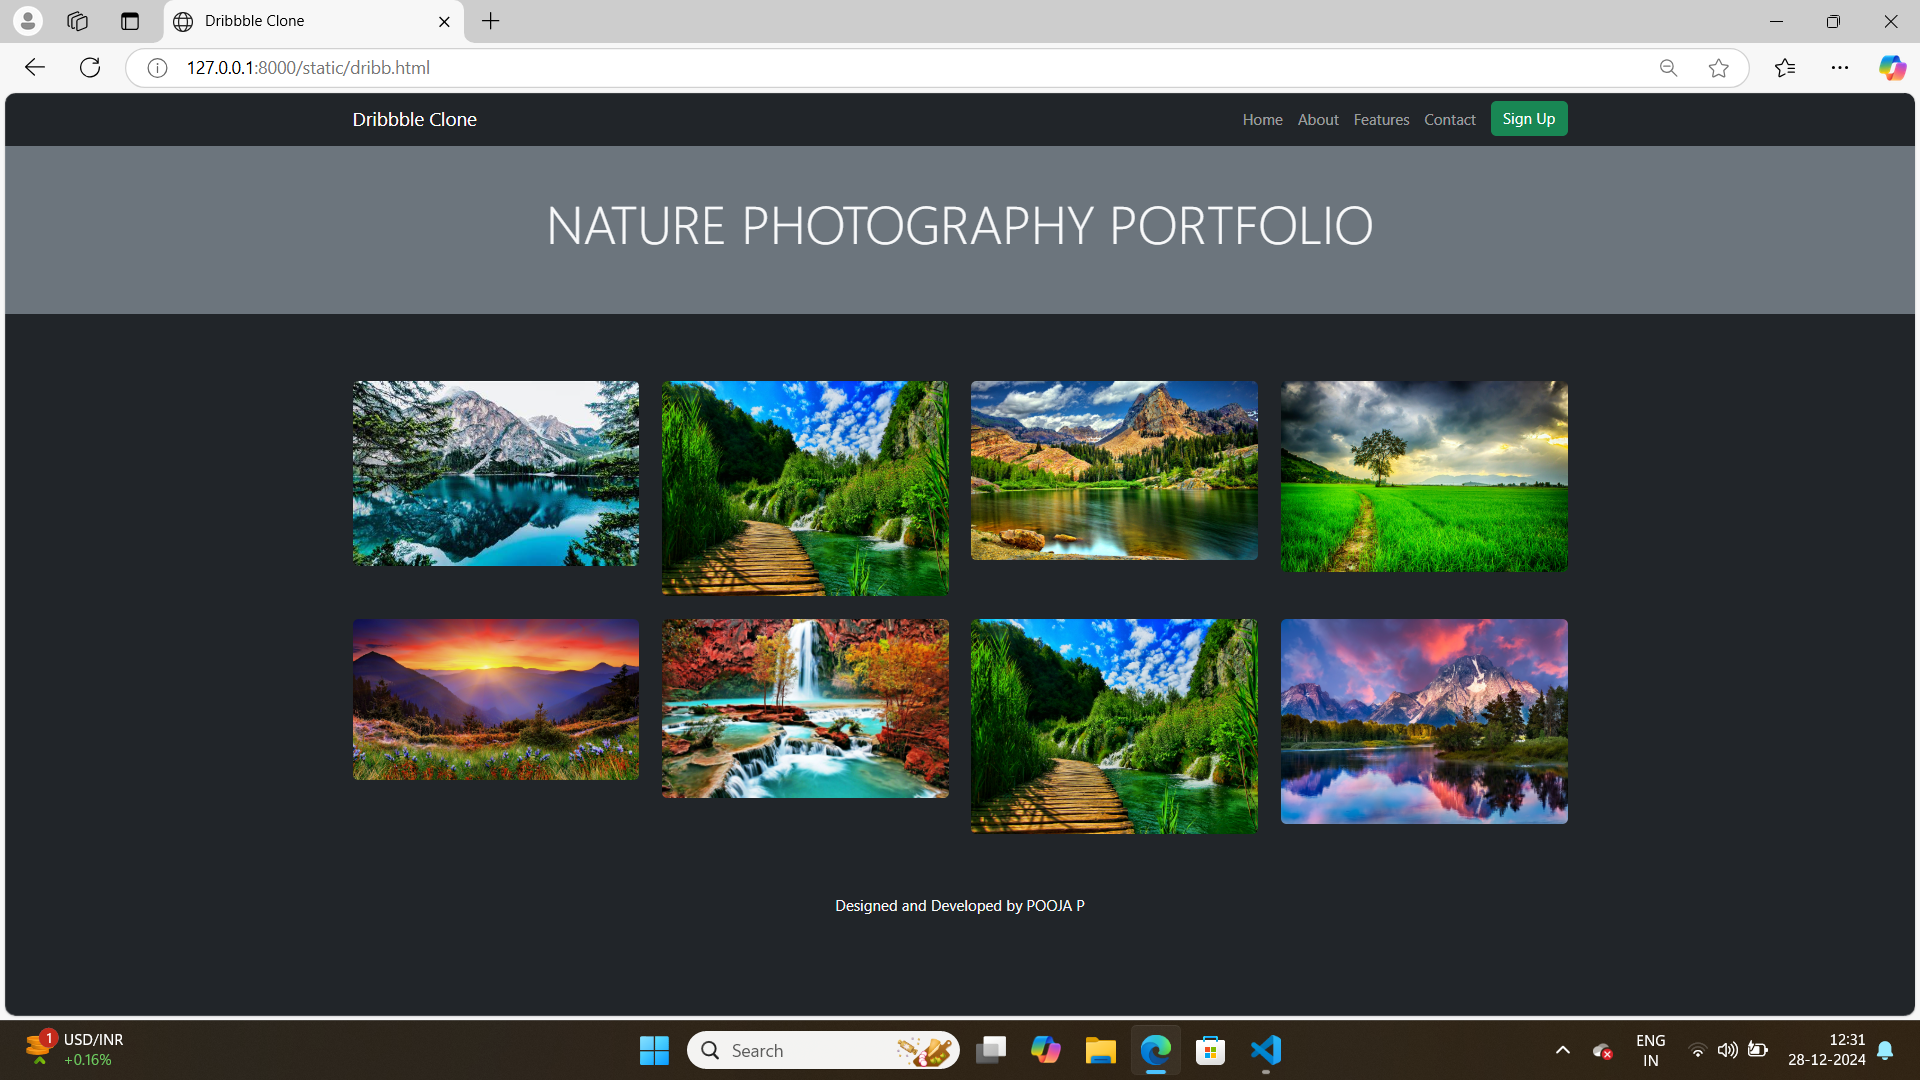 Dribbble Clone
127.0.0.1:8000/static/dribb.html
Dribbble Clone
Home About Features Contact Sign Up
NATURE PHOTOGRAPHY PORTFOLIO
Designed and Developed by POOJA P
1
USD/INR
+0.16%
Search
ENG
IN
12:31
28-12-2024